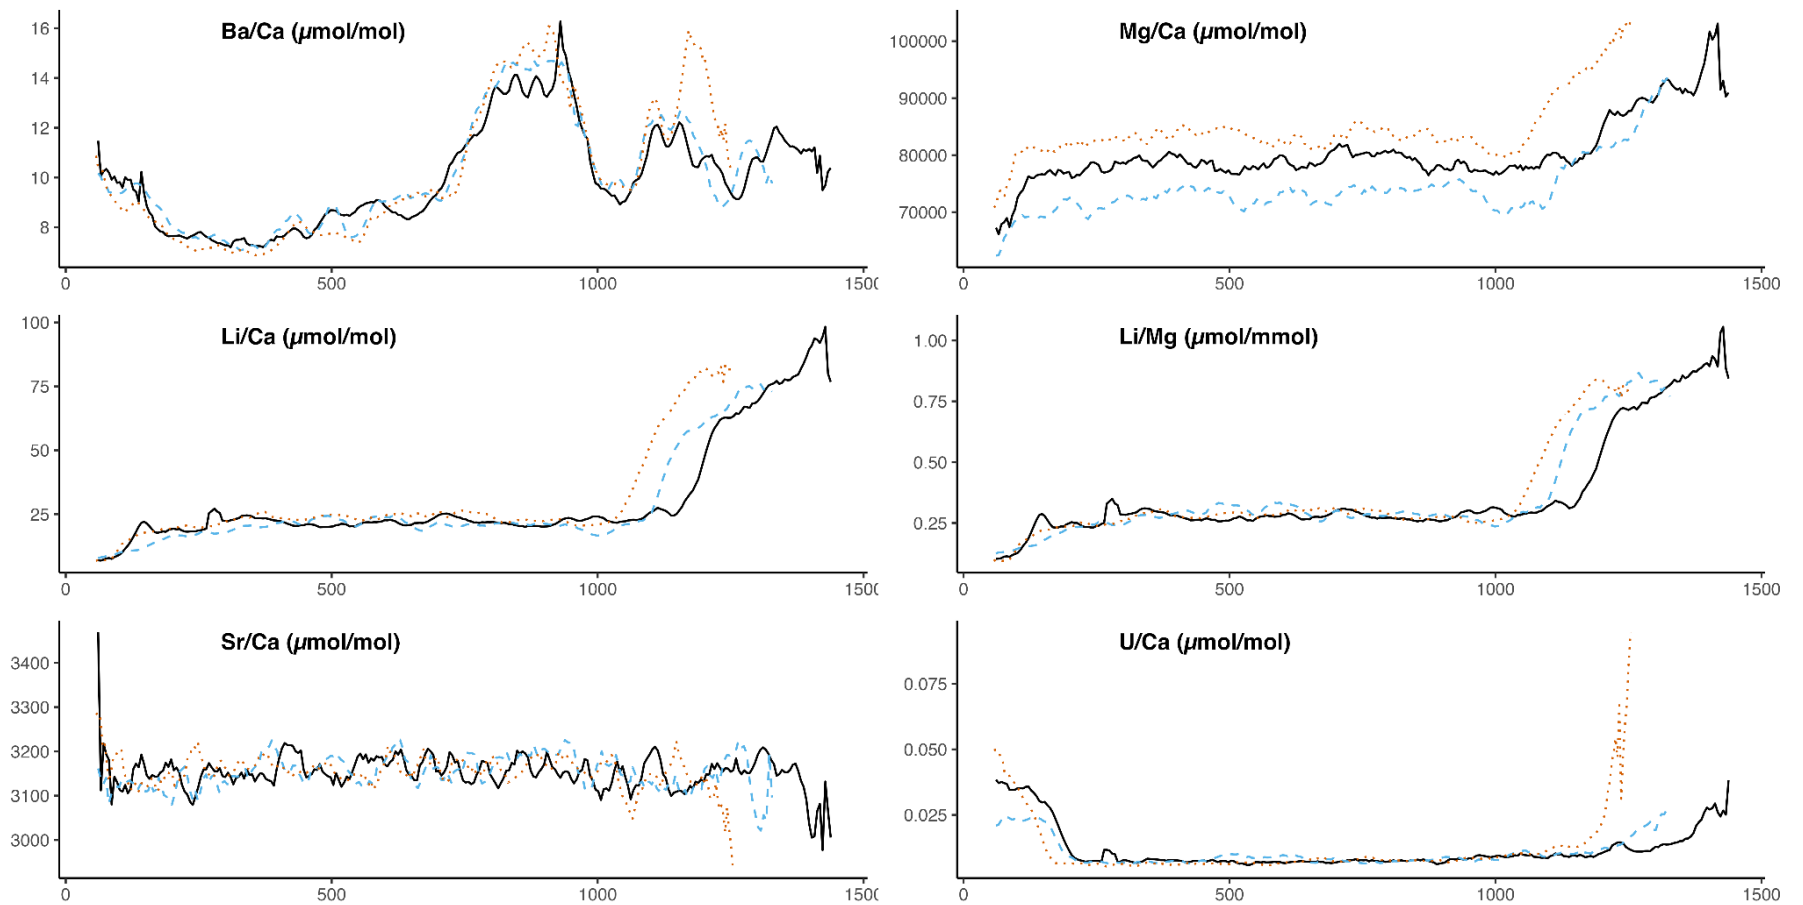 Ba/Ca (µmol/mol)
16
14
12
10
8
0 500 1000 1500
Mg/Ca (µmol/mol)
100000
90000
80000
70000
0 500 1000 1500
Li/Ca (µmol/mol)
100
75
50
25
0 500 1000 1500
Li/Mg (µmol/mmol)
1.00
0.75
0.50
0.25
0 500 1000 1500
Sr/Ca (µmol/mol)
3400
3300
3200
3100
3000
0 500 1000 1500
U/Ca (µmol/mol)
0.075
0.050
0.025
0 500 1000 1500